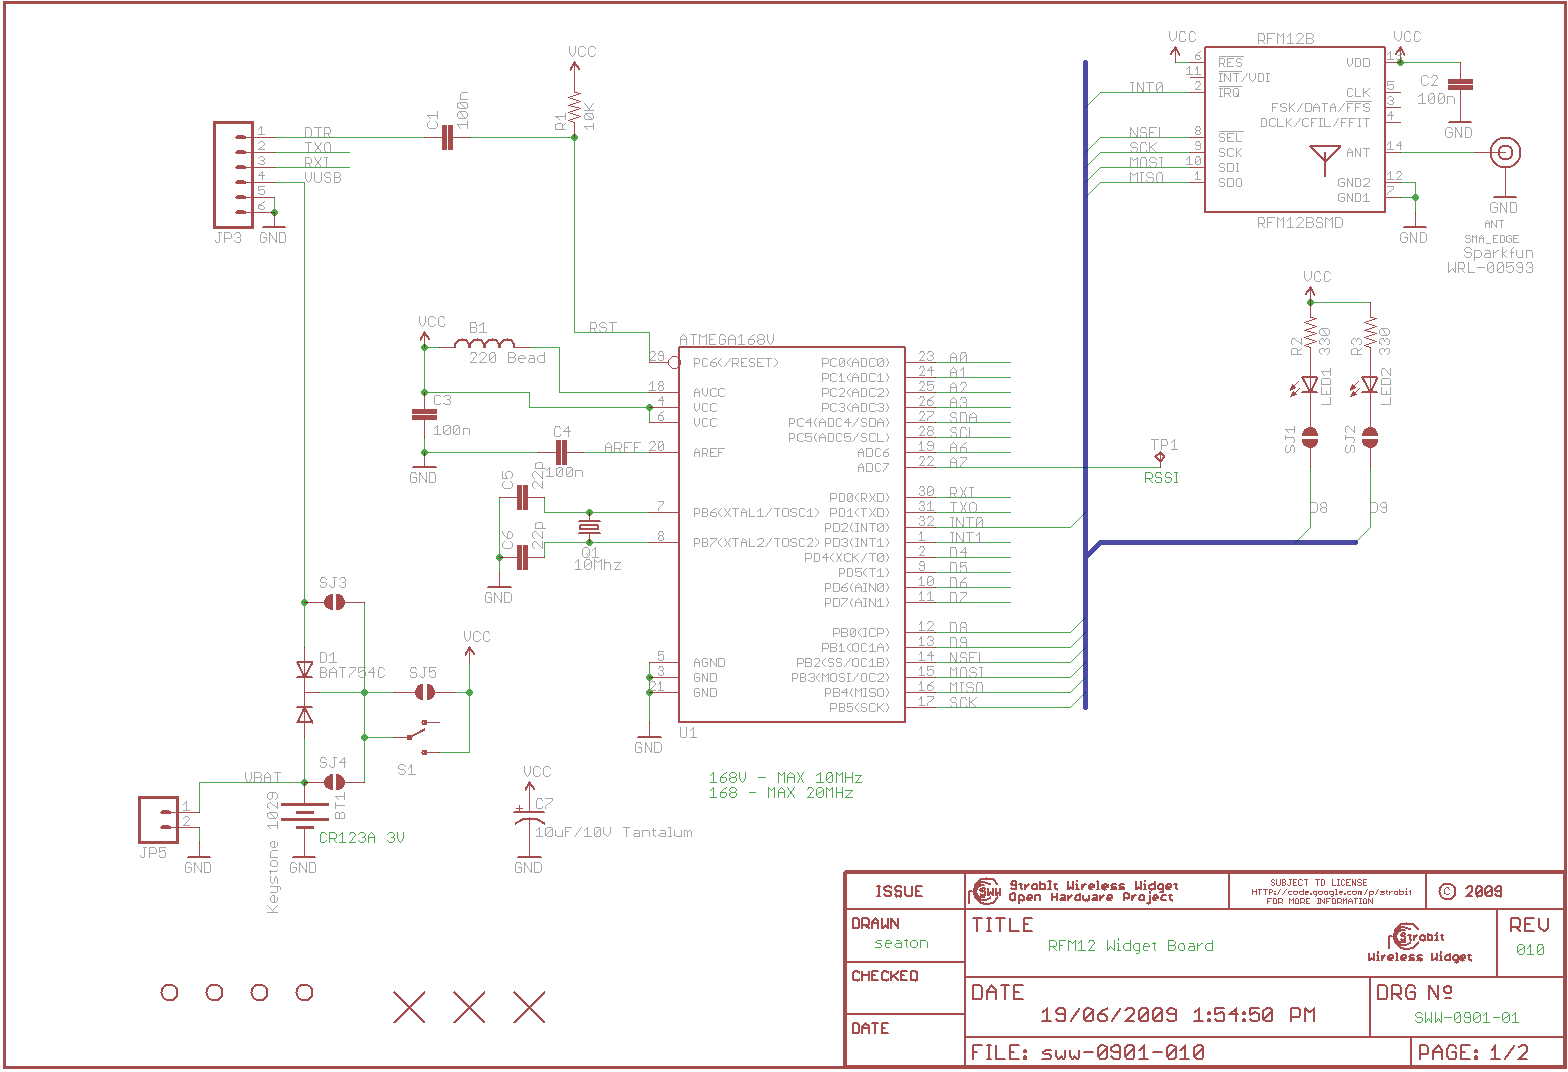 VCC
R1
10K
C1
100n
1 DTR
2 TXO
3 RXI
4 VUSB
5
6
JP3
GND
VCC
RFM12B
VCC
6 RES
11 INT/VDI
INT0 2 IRQ
NSEL 8 SEL
SCK 9 SCK
MOSI 10 SDI
MISO 1 SDO
VDD
CLK 5
FSK/DATA/FFS 3
DCLK/CFIL/FFIT 4
ANT 14
GND2 12
GND1 7
RFM12BSMD
C2
100n
GND
GND
GND
ANT
SMA_EDGE
Sparkfun
WRL-00593
VCC
R2
330
R3
330
LED1
LED2
SJ1
SJ2
D8
D9
VCC
B1
220 Bead
RST
C3
100n
GND
C4
100n
AREF
C5
22p
C6
22p
Q1
10Mhz
GND
ATMEGA168V
29 PC6(/RESET)
18 AVCC
4 VCC
6 VCC
20 AREF
7 PB6(XTAL1/TOSC1)
8 PB7(XTAL2/TOSC2)
5 AGND
3 GND
21 GND
PC0(ADC0) 23 A0
PC1(ADC1) 24 A1
PC2(ADC2) 25 A2
PC3(ADC3) 26 A3
PC4(ADC4/SDA) 27 SDA
PC5(ADC5/SCL) 28 SCL
ADC6 19 A6
ADC7 22 A7
PD0(RXD) 30 RXI
PD1(TXD) 31 TXO
PD2(INT0) 32 INT0
PD3(INT1) 1 INT1
PD4(XCK/T0) 2 D4
PD5(T1) 9 D5
PD6(AIN0) 10 D6
PD7(AIN1) 11 D7
PB0(ICP) 12 D8
PB1(OC1A) 13 D9
PB2(SS/OC1B) 14 NSEL
PB3(MOSI/OC2) 15 MOSI
PB4(MISO) 16 MISO
PB5(SCK) 17 SCK
U1
GND
TP1
RSSI
168V - MAX 10MHz
168 - MAX 20MHz
SJ3
D1
BAT754C
SJ5
VCC
S1
SJ4
VBAT
1
2
JP5
GND
Keystone 1029
BT1
CR123A 3V
GND
VCC
C7
10uF/10V Tantalum
GND
ISSUE
SWW
Strobit Wireless Widget
Open Hardware Project
SUBJECT TO LICENSE
HTTP://code.google.com/p/strobit
FOR MORE INFORMATION
© 2009
DRAWN
seaton
CHECKED
DATE
TITLE
RFM12 Widget Board
Strobit
Wireless Widget
REV
010
DATE
19/06/2009 1:54:50 PM
DRG Nº
SWW-0901-01
FILE: sww-0901-010
PAGE: 1/2